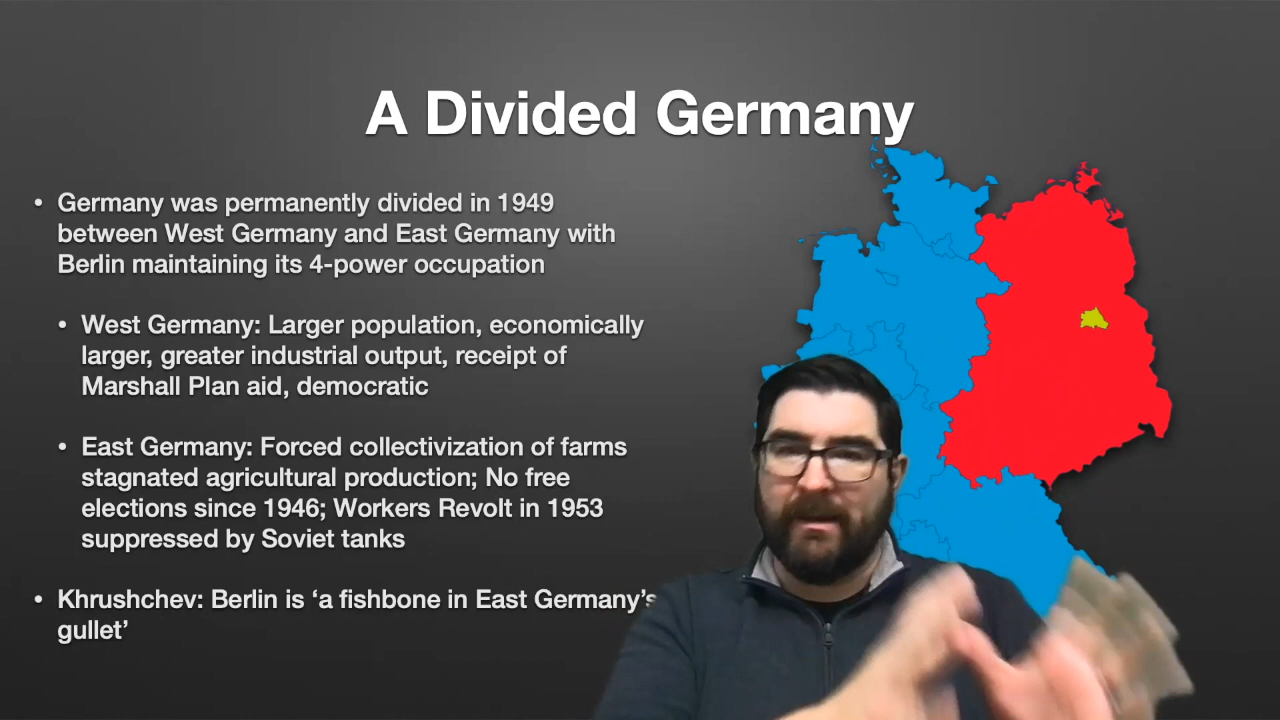 A Divided Germany
• Germany was permanently divided in 1949
between West Germany and East Germany with
Berlin maintaining its 4-power occupation
• West Germany: Larger population, economically
larger, greater industrial output, receipt of
Marshall Plan aid, democratic
• East Germany: Forced collectivization of farms
stagnated agricultural production; No free
elections since 1946; Workers Revolt in 1953
suppressed by Soviet tanks
• Khrushchev: Berlin is ‘a fishbone in East Germany’s
gullet’